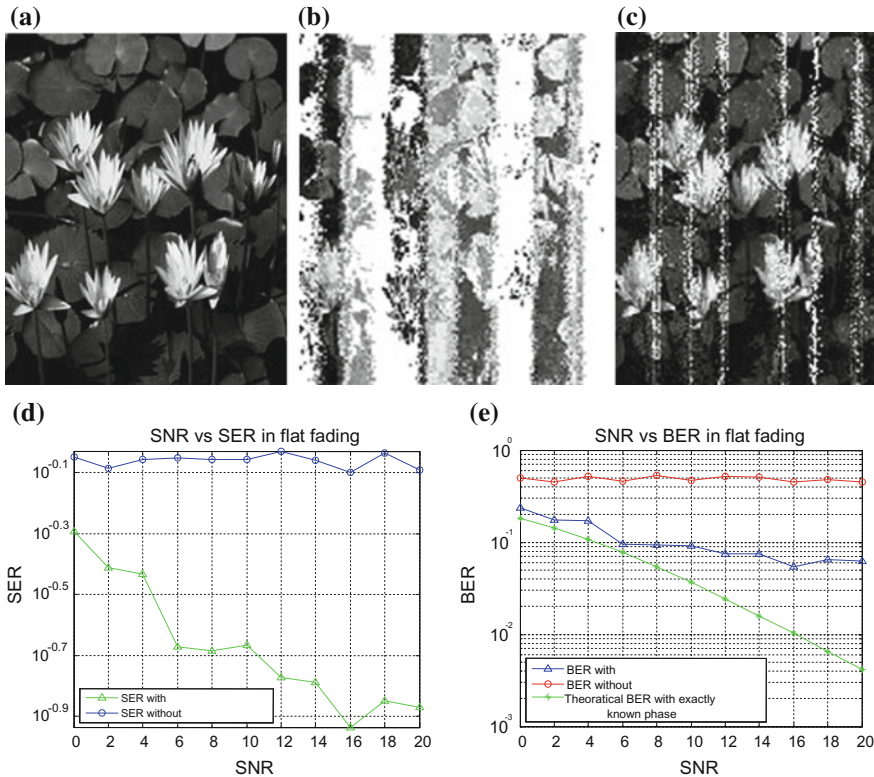 (a)
(b)
(c)
(d)
SNR vs SER in flat fading
10^-0.1
10^-0.3
10^-0.5
10^-0.7
10^-0.9
SER
SER with
SER without
0 2 4 6 8 10 12 14 16 18 20
SNR
(e)
SNR vs BER in flat fading
10^0
10^-1
10^-2
10^-3
BER
BER with
BER without
Theoratical BER with exactly
known phase
0 2 4 6 8 10 12 14 16 18 20
SNR